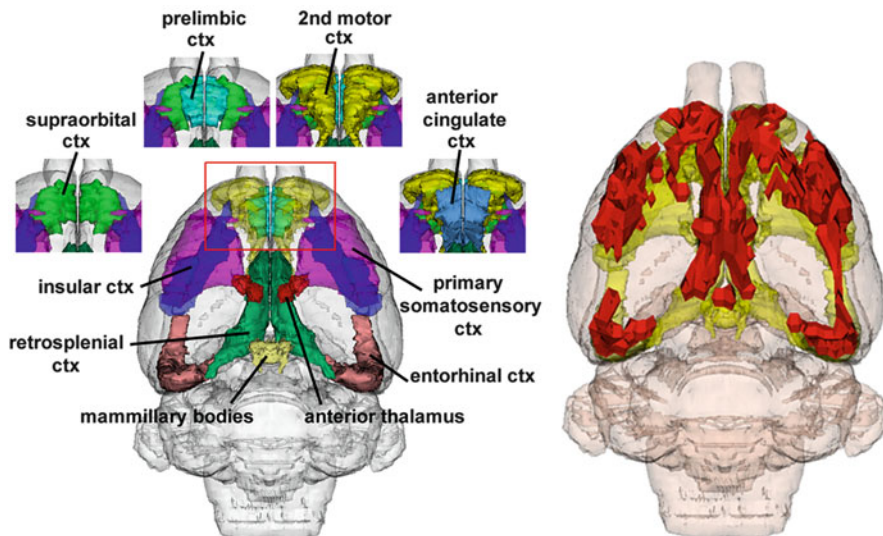 prelimbic
ctx
2nd motor
ctx
supraorbital
ctx
anterior
cingulate
ctx
insular ctx
primary
somatosensory
ctx
retrosplenial
ctx
entorhinal ctx
mammillary bodies
anterior thalamus